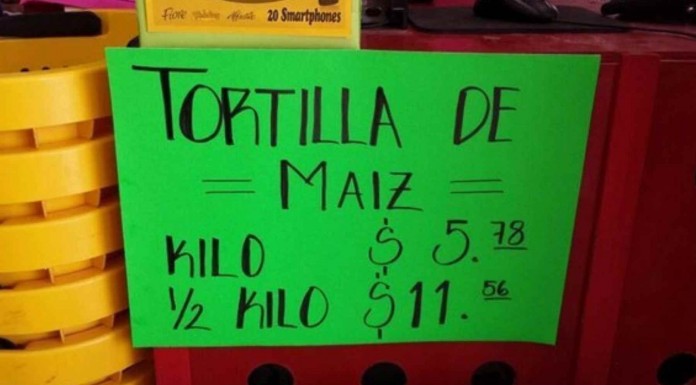 20 Smartphones
TORTILLA DE
= MAIZ =
KILO $ 5.78
1/2 KILO $11.56